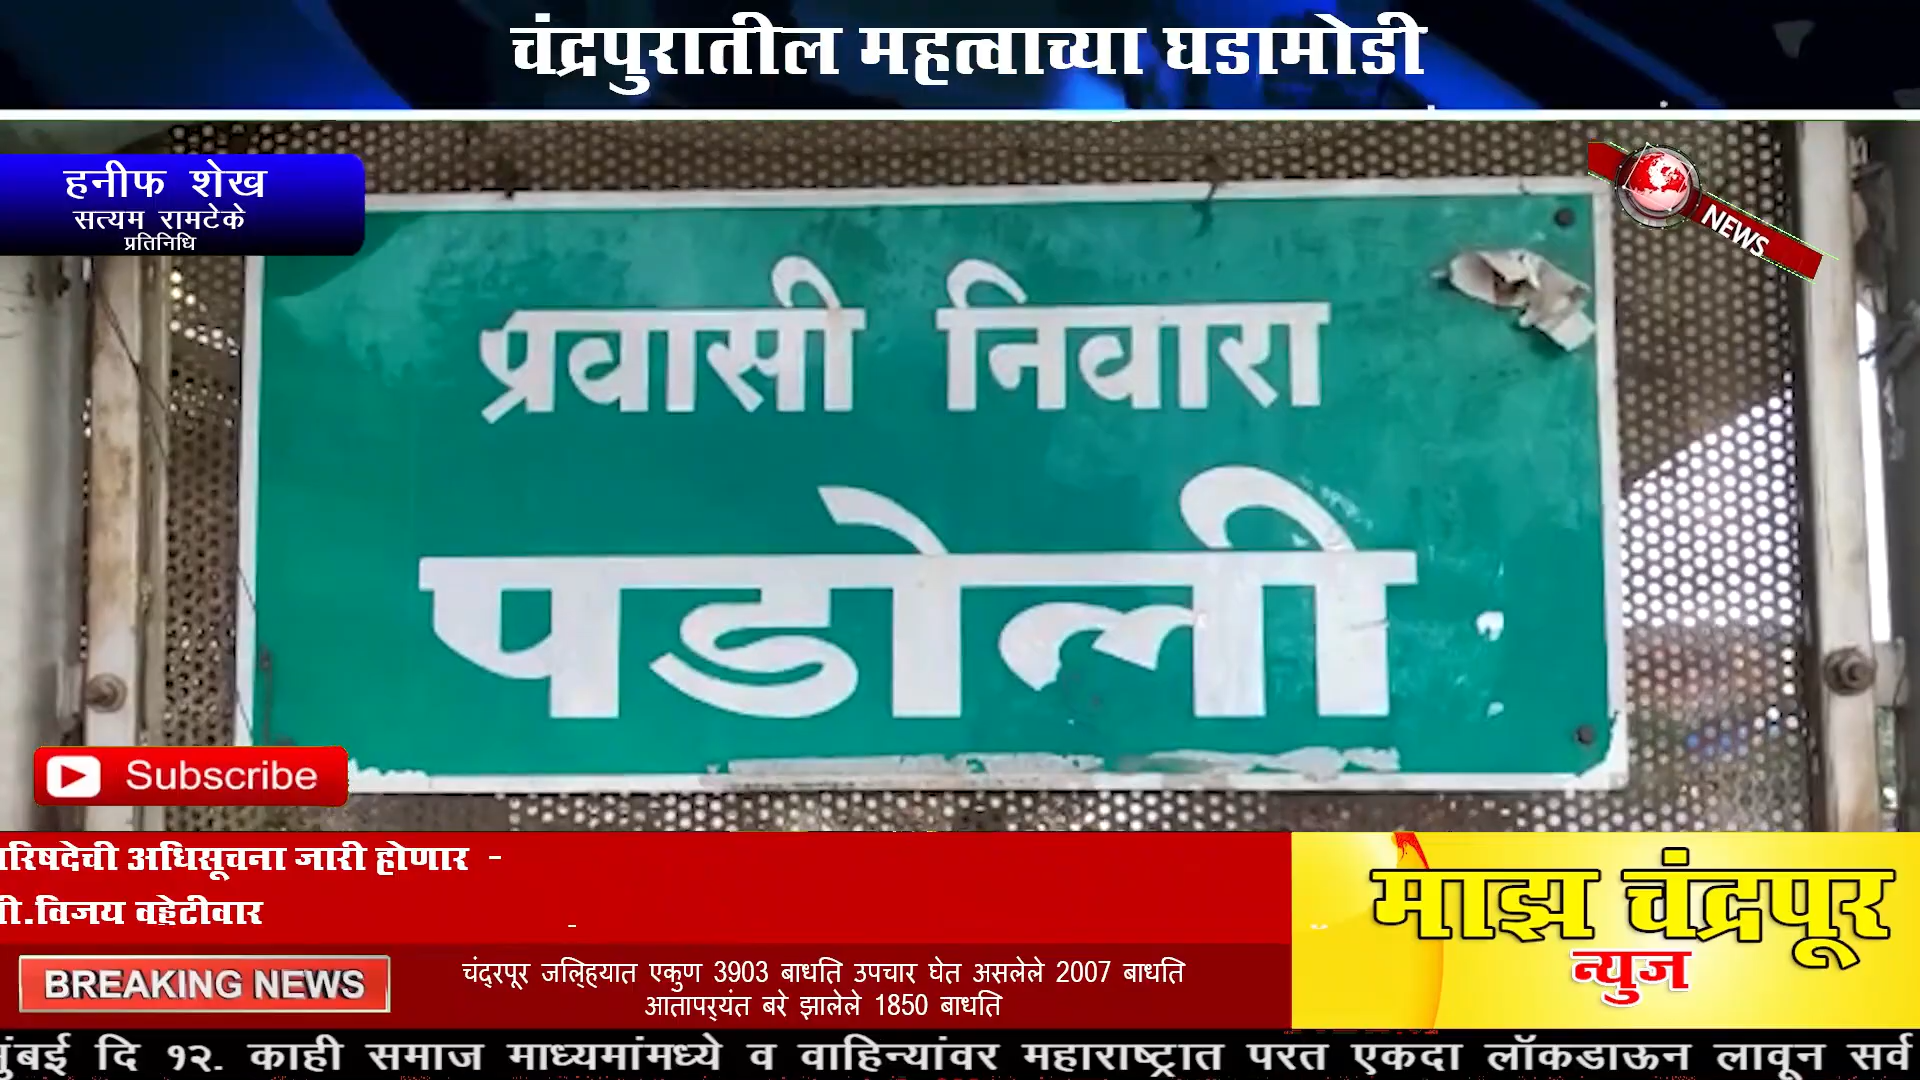 चंद्रपुरातील महत्वाच्या घडामोडी
हनीफ शेख
सत्यम रामटेके
प्रतिनिधि
NEWS
प्रवासी निवारा
पडोली
Subscribe
रिषदेची अधिसूचना जारी होणार -
ी.विजय वडेटीवार
माझ चंद्रपूर
न्युज
BREAKING NEWS
चंद्रपूर जिल्हियात एकुण 3903 बाधति उपचार घेत असलेले 2007 बाधति
आतापर्यंत बरे झालेले 1850 बाधति
मुंबई दि १२. काही समाज माध्यमांमध्ये व वाहिन्यांवर महाराष्ट्रात परत एकदा लॉकडाऊन लावून सर्व